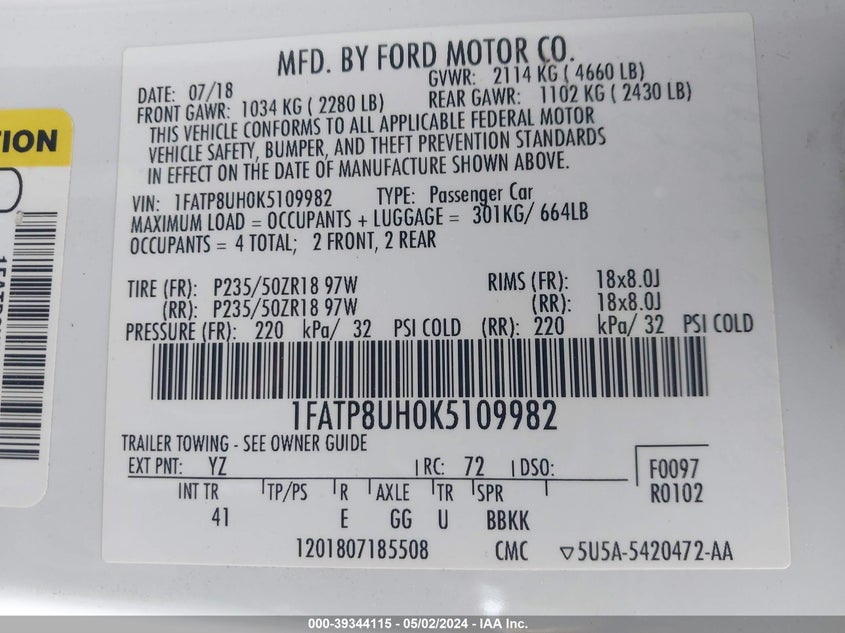 MFD. BY FORD MOTOR CO.
DATE: 07/18 GVWR: 2114 KG ( 4660 LB)
FRONT GAWR: 1034 KG ( 2280 LB) REAR GAWR: 1102 KG ( 2430 LB)
THIS VEHICLE CONFORMS TO ALL APPLICABLE FEDERAL MOTOR
VEHICLE SAFETY, BUMPER, AND THEFT PREVENTION STANDARDS
IN EFFECT ON THE DATE OF MANUFACTURE SHOWN ABOVE.
VIN: 1FATP8UH0K5109982 TYPE: Passenger Car
MAXIMUM LOAD = OCCUPANTS + LUGGAGE = 301KG/ 664LB
OCCUPANTS = 4 TOTAL; 2 FRONT, 2 REAR
TIRE (FR): P235/50ZR18 97W RIMS (FR): 18x8.0J
(RR): P235/50ZR18 97W (RR): 18x8.0J
PRESSURE (FR): 220 kPa/ 32 PSI COLD (RR): 220 kPa/ 32 PSI COLD
1FATP8UH0K5109982
TRAILER TOWING - SEE OWNER GUIDE
EXT PNT: YZ RC: 72 DSO: F0097
R0102
INT TR TP/PS R AXLE TR SPR
41 E GG U BBKK
1201807185508 CMC 5U5A-5420472-AA
000-39344115 - 05/02/2024 - IAA Inc.